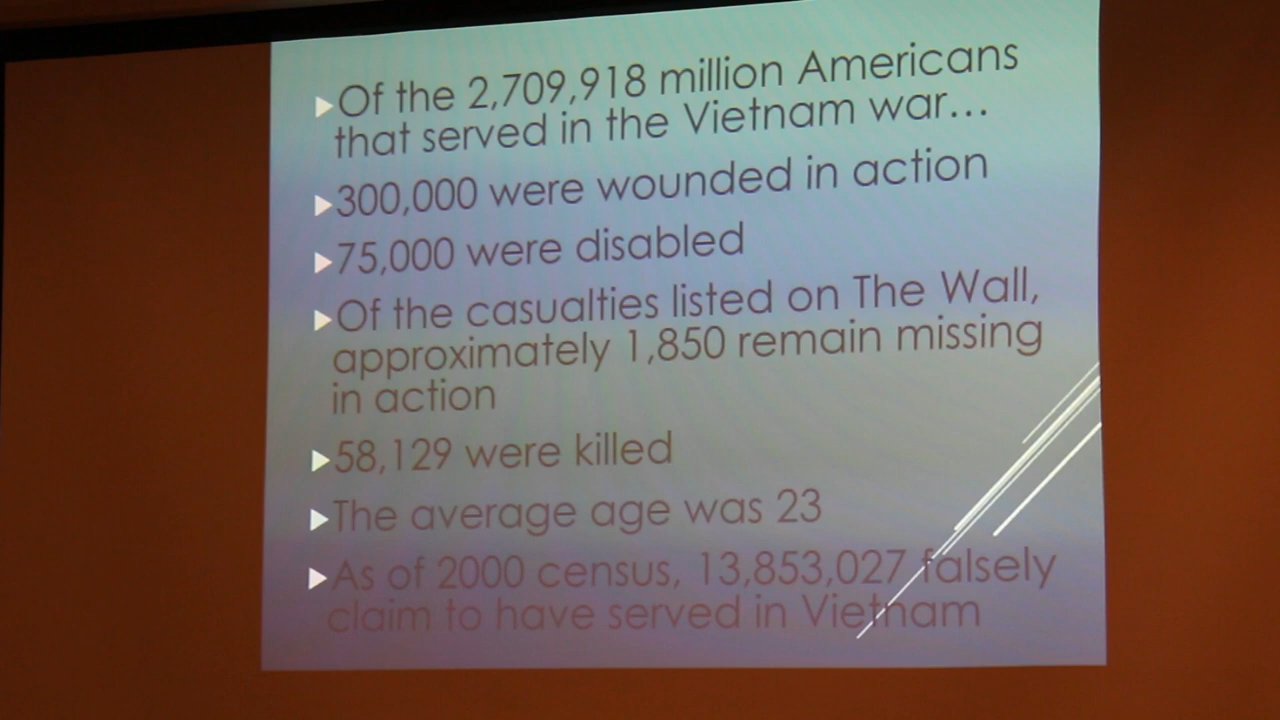 Of the 2,709,918 million Americans
that served in the Vietnam war...
300,000 were wounded in action
75,000 were disabled
Of the casualties listed on The Wall,
approximately 1,850 remain missing
in action
58,129 were killed
The average age was 23
As of 2000 census, 13,853,027 falsely
claim to have served in Vietnam